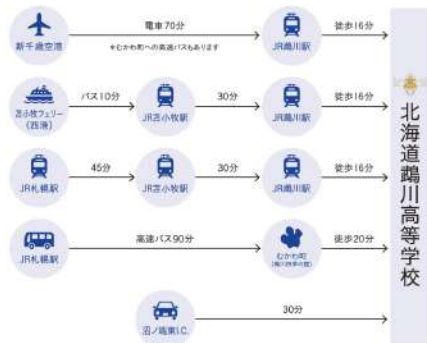 電車70分
徒歩16分
新千歳空港
*むかわ町への高速バスもあります
JR鵡川駅
バス10分
30分
徒歩16分
苫小牧フェリー
(西港)
JR苫小牧駅
JR鵡川駅
45分
30分
徒歩16分
JR札幌駅
JR苫小牧駅
JR鵡川駅
高速バス90分
徒歩20分
JR札幌駅
むかわ町
(鵡川四季の館)
30分
沼ノ端東I.C.
北海道鵡川高等学校